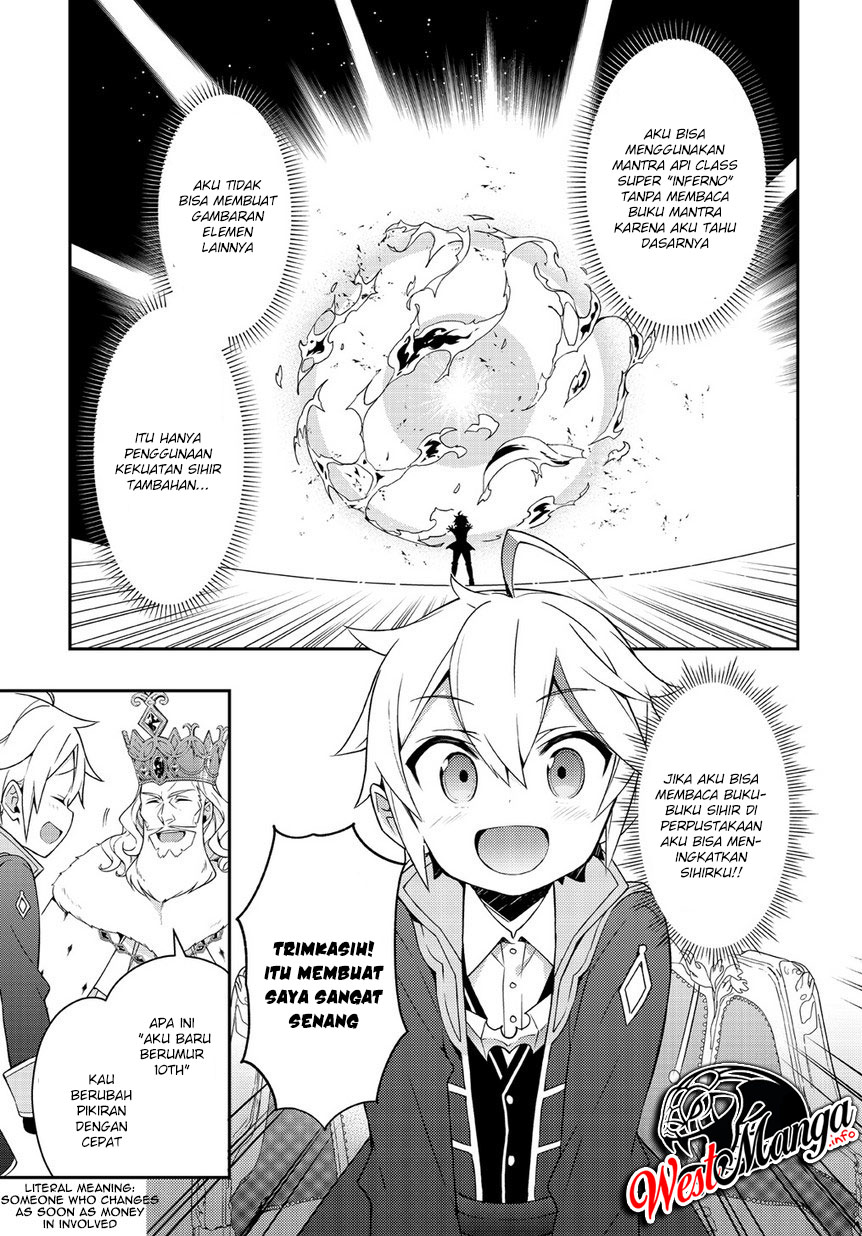 AKU BISA
MENGGUNAKAN
MANTRA API CLASS
SUPER "INFERNO"
TANPA MEMBACA
BUKU MANTRA
KARENA AKU TAHU
DASARNYA
AKU TIDAK
BISA MEMBUAT
GAMBARAN
ELEMEN
LAINNYA
ITU HANYA
PENGGUNAAN
KEKUATAN SIHIR
TAMBAHAN...
JIKA AKU BISA
MEMBACA BUKU-
BUKU SIHIR DI
PERPUSTAKAAN
AKU BISA MEN-
INGKATKAN
SIHIRKU!!
TRIMKASIH!
ITU MEMBUAT
SAYA SANGAT
SENANG
APA INI
"AKU BARU
BERUMUR
10TH"
KAU
BERUBAH
PIKIRAN
DENGAN
CEPAT
LITERAL MEANING:
SOMEONE WHO CHANGES
AS SOON AS MONEY
IN INVOLVED
WestManga
.info